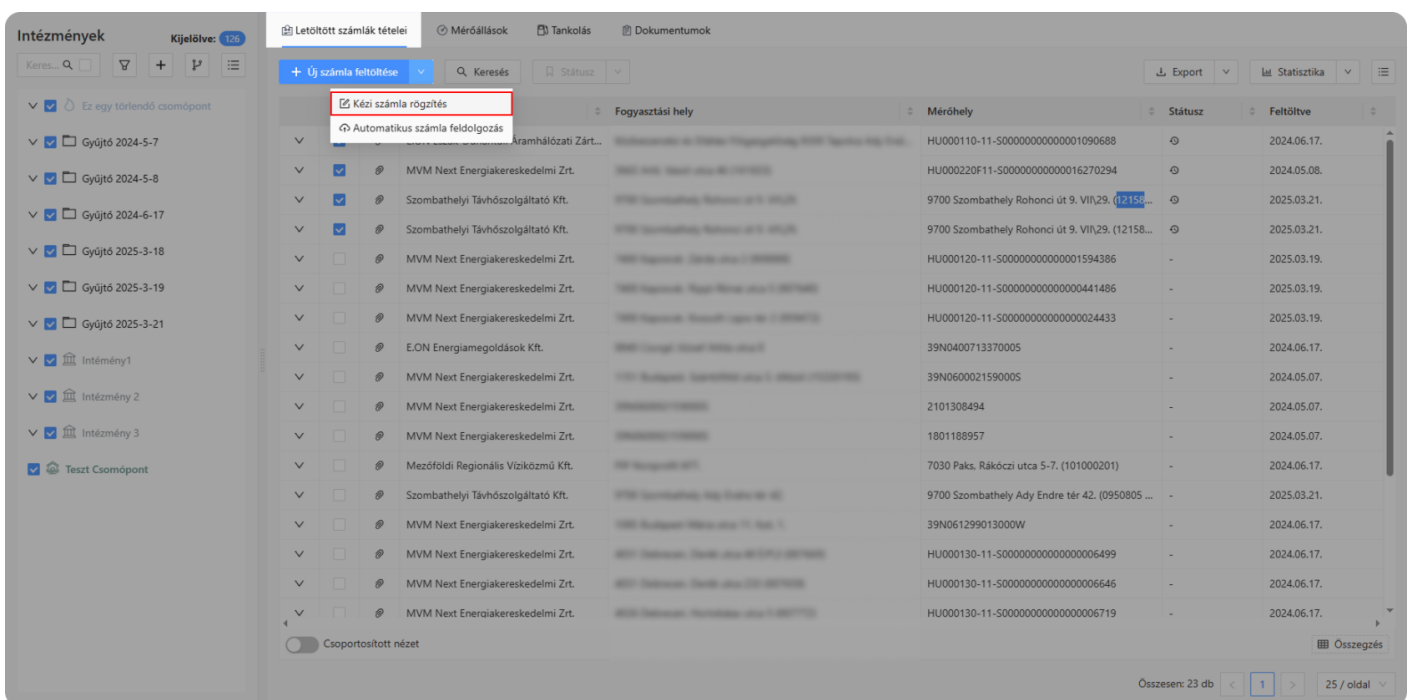 Intézmények Kijelölve: 126
Keres...
Ez egy törlendő csomópont
Gyűjtő 2024-5-7
Gyűjtő 2024-5-8
Gyűjtő 2024-6-17
Gyűjtő 2025-3-18
Gyűjtő 2025-3-19
Gyűjtő 2025-3-21
Intémény1
Intézmény 2
Intézmény 3
Teszt Csomópont
Letöltött számlák tételei Mérőállások Tankolás Dokumentumok
+ Új számla feltöltése Keresés Státusz Export Statisztika
Kézi számla rögzítés
Automatikus számla feldolgozás
Fogyasztási hely Mérőhely Státusz Feltöltve
Áramhálózati Zárt... HU000110-11-S00000000000001090688 2024.06.17.
MVM Next Energiakereskedelmi Zrt. HU000220F11-S00000000000016270294 2024.05.08.
Szombathelyi Távhőszolgáltató Kft. 9700 Szombathely Rohonci út 9. VII\29. (12158... 2025.03.21.
Szombathelyi Távhőszolgáltató Kft. 9700 Szombathely Rohonci út 9. VII\29. (12158... 2025.03.21.
MVM Next Energiakereskedelmi Zrt. HU000120-11-S00000000000001594386 - 2025.03.19.
MVM Next Energiakereskedelmi Zrt. HU000120-11-S00000000000000441486 - 2025.03.19.
MVM Next Energiakereskedelmi Zrt. HU000120-11-S00000000000000024433 - 2025.03.19.
E.ON Energiamegoldások Kft. 39N040071337000S - 2024.06.17.
MVM Next Energiakereskedelmi Zrt. 39N060002159000S - 2024.05.07.
MVM Next Energiakereskedelmi Zrt. 2101308494 - 2024.05.07.
MVM Next Energiakereskedelmi Zrt. 1801188957 - 2024.05.07.
Mezőföldi Regionális Víziközmű Kft. 7030 Paks, Rákóczi utca 5-7. (101000201) - 2024.06.17.
Szombathelyi Távhőszolgáltató Kft. 9700 Szombathely Ady Endre tér 42. (0950805 ... - 2025.03.21.
MVM Next Energiakereskedelmi Zrt. 39N061299013000W - 2024.06.17.
MVM Next Energiakereskedelmi Zrt. HU000130-11-S00000000000000006499 - 2024.06.17.
MVM Next Energiakereskedelmi Zrt. HU000130-11-S00000000000000006646 - 2024.06.17.
MVM Next Energiakereskedelmi Zrt. HU000130-11-S00000000000000006719 - 2024.06.17.
Csoportosított nézet Összegzés
Összesen: 23 db < 1 > 25 / oldal